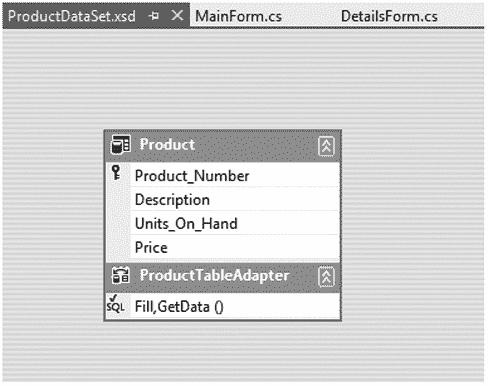 ProductDataSet.xsd MainForm.cs DetailsForm.cs
Product
Product_Number
Description
Units_On_Hand
Price
ProductTableAdapter
SQL Fill,GetData ()